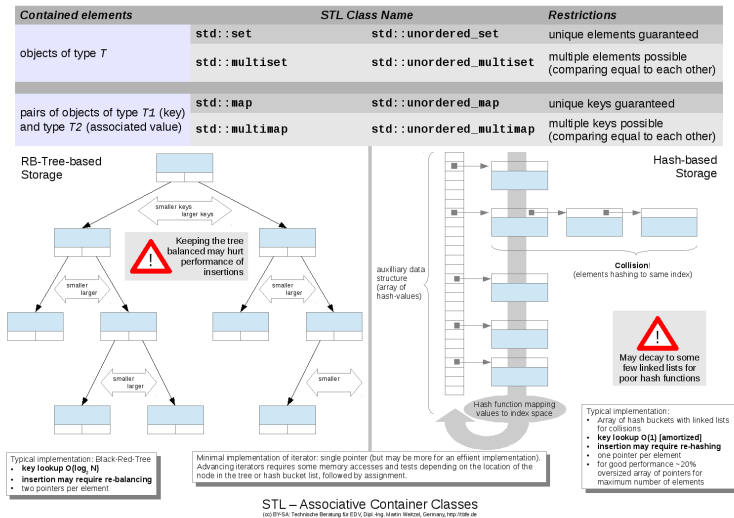 Contained elements STL Class Name Restrictions
objects of type T
std::set std::unordered_set unique elements guaranteed
std::multiset std::unordered_multiset multiple elements possible
(comparing equal to each other)
pairs of objects of type T1 (key)
and type T2 (associated value)
std::map std::unordered_map unique keys guaranteed
std::multimap std::unordered_multimap multiple keys possible
(comparing equal to each other)
RB-Tree-based
Storage
smaller keys
larger keys
Keeping the tree
balanced may hurt
performance of
insertions
!
smaller
larger
smaller
larger
smaller
larger
smaller
Typical implementation: Black-Red-Tree
• key lookup O(log2 N)
• insertion may require re-balancing
• two pointers per element
Hash-based
Storage
auxiliary data
structure
(array of
hash-values)
Collision!
(elements hashing to same index)
!
May decay to some
few linked lists for
poor hash functions
Hash function mapping
values to index space
Minimal implementation of iterator: single pointer (but may be more for an effiient implementation).
Advancing iterators requires some memory accesses and tests depending on the location of the
node in the tree or hash bucket list, followed by assignment.
Typical implementation:
• Array of hash buckets with linked lists
for collisions
• key lookup O(1) [amortized]
• insertion may require re-hashing
• one pointer per element
• for good performance ~20%
oversized array of pointers for
maximum number of elements
STL – Associative Container Classes
(cc) BY-SA: Technische Beratung für EDV, Dipl.-Ing. Martin Weitzel, Germany, http://tbfe.de